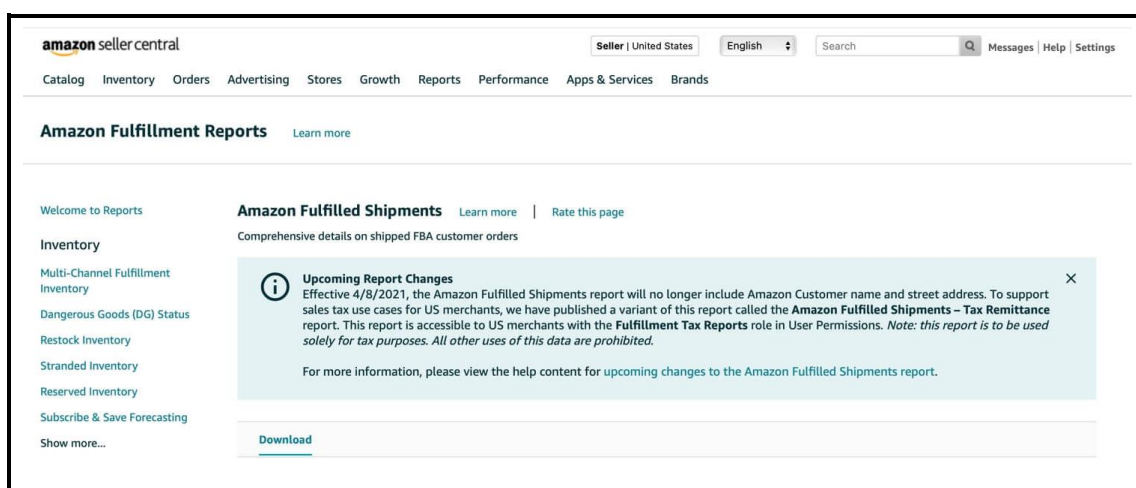 amazon seller central
Seller | United States
English
Search
Messages | Help | Settings
Catalog Inventory Orders Advertising Stores Growth Reports Performance Apps & Services Brands
Amazon Fulfillment Reports Learn more
Welcome to Reports
Inventory
Multi-Channel Fulfillment
Inventory
Dangerous Goods (DG) Status
Restock Inventory
Stranded Inventory
Reserved Inventory
Subscribe & Save Forecasting
Show more...
Amazon Fulfilled Shipments Learn more | Rate this page
Comprehensive details on shipped FBA customer orders
Upcoming Report Changes
Effective 4/8/2021, the Amazon Fulfilled Shipments report will no longer include Amazon Customer name and street address. To support
sales tax use cases for US merchants, we have published a variant of this report called the Amazon Fulfilled Shipments – Tax Remittance
report. This report is accessible to US merchants with the Fulfillment Tax Reports role in User Permissions. Note: this report is to be used
solely for tax purposes. All other uses of this data are prohibited.
For more information, please view the help content for upcoming changes to the Amazon Fulfilled Shipments report.
Download